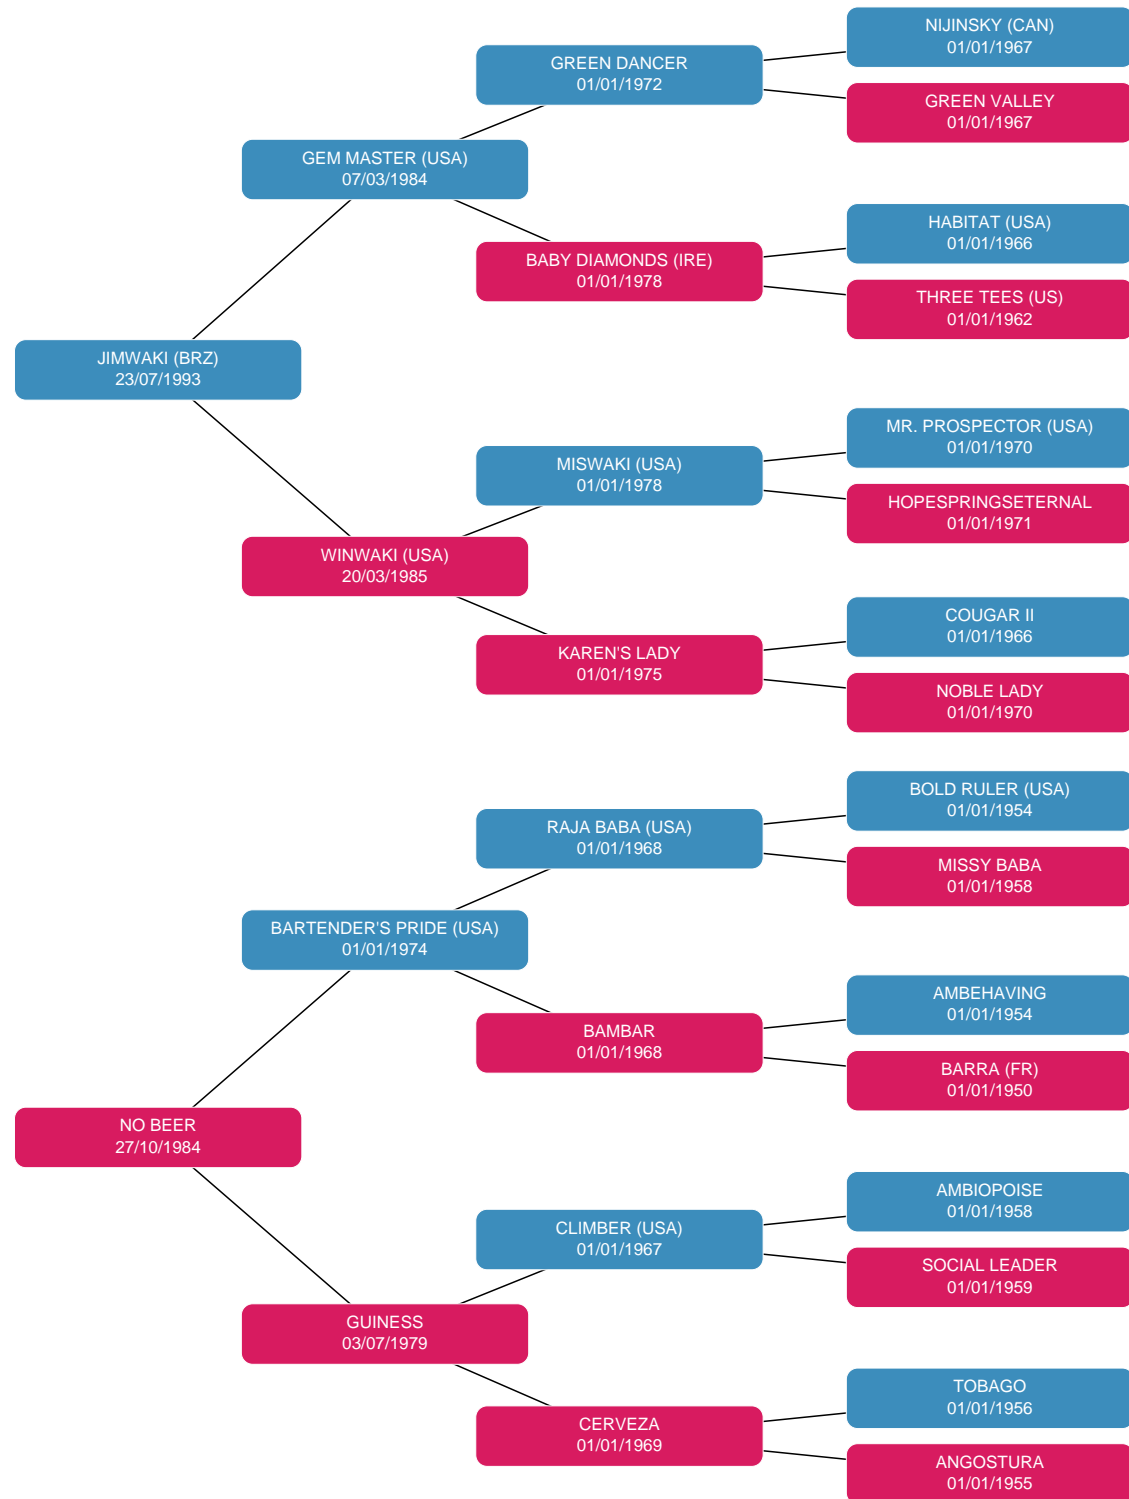 NIJINSKY (CAN)
01/01/1967
GREEN DANCER
01/01/1972
GREEN VALLEY
01/01/1967
GEM MASTER (USA)
07/03/1984
HABITAT (USA)
01/01/1966
BABY DIAMONDS (IRE)
01/01/1978
THREE TEES (US)
01/01/1962
JIMWAKI (BRZ)
23/07/1993
MR. PROSPECTOR (USA)
01/01/1970
MISWAKI (USA)
01/01/1978
HOPESPRINGSETERNAL
01/01/1971
WINWAKI (USA)
20/03/1985
COUGAR II
01/01/1966
KAREN'S LADY
01/01/1975
NOBLE LADY
01/01/1970
BOLD RULER (USA)
01/01/1954
RAJA BABA (USA)
01/01/1968
MISSY BABA
01/01/1958
BARTENDER'S PRIDE (USA)
01/01/1974
AMBEHAVING
01/01/1954
BAMBAR
01/01/1968
BARRA (FR)
01/01/1950
NO BEER
27/10/1984
AMBIOPOISE
01/01/1958
CLIMBER (USA)
01/01/1967
SOCIAL LEADER
01/01/1959
GUINESS
03/07/1979
TOBAGO
01/01/1956
CERVEZA
01/01/1969
ANGOSTURA
01/01/1955